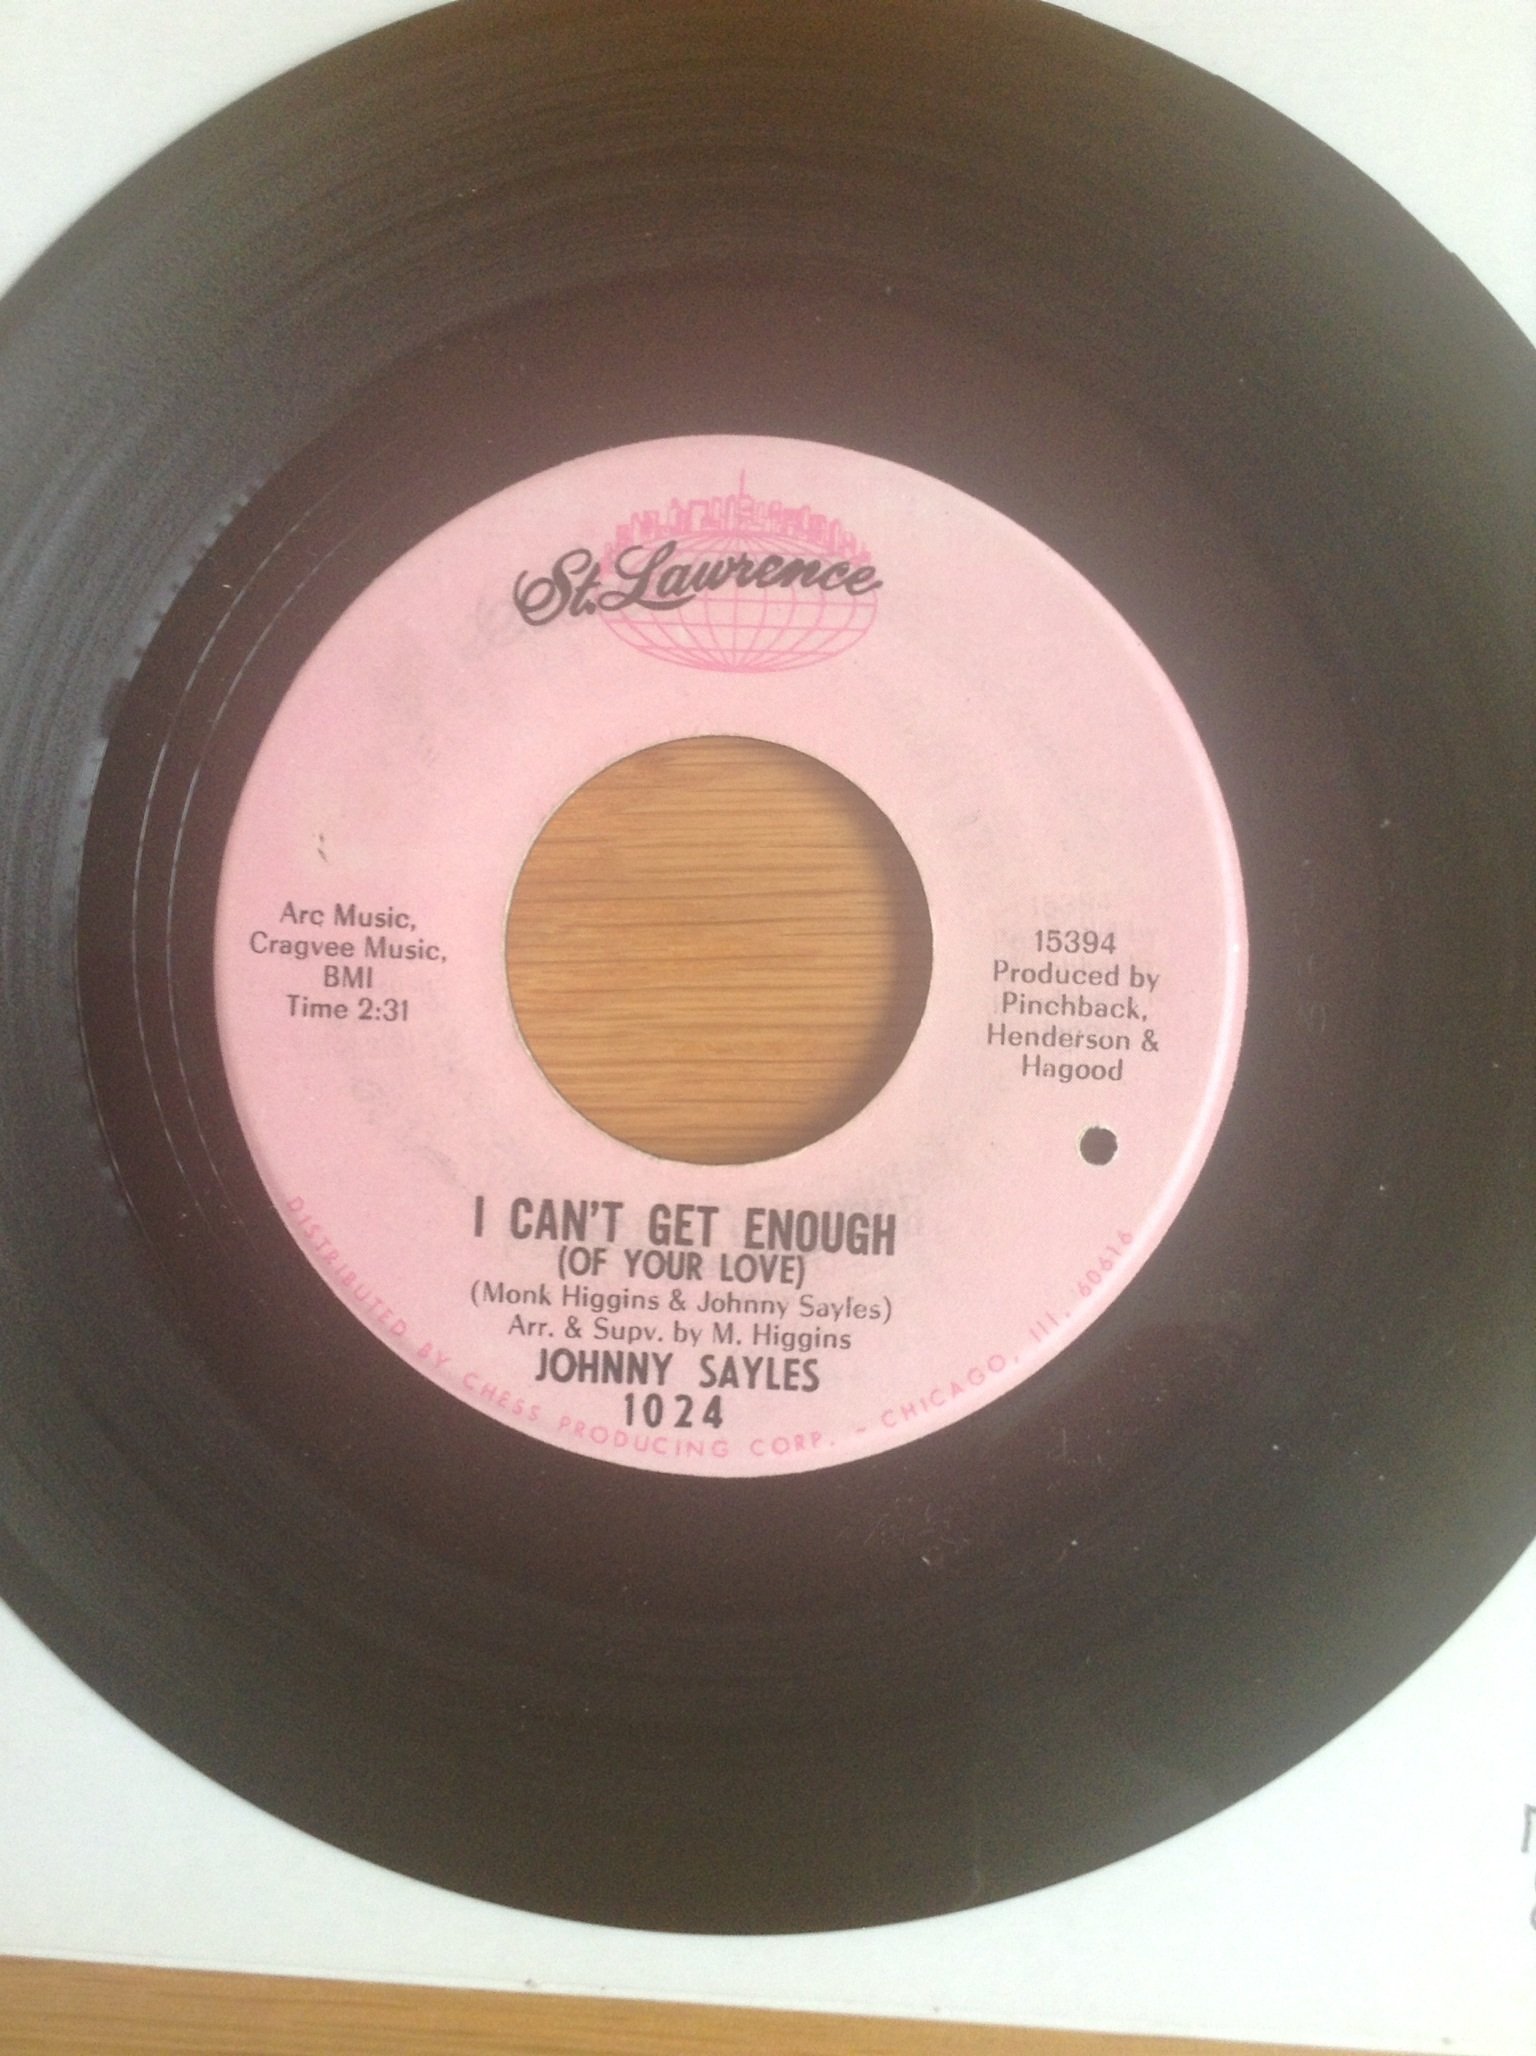 St. Lawrence
Arc Music,
Cragvee Music,
BMI
Time 2:31
15394
Produced by
Pinchback,
Henderson &
Hagood
I CAN'T GET ENOUGH
(OF YOUR LOVE)
(Monk Higgins & Johnny Sayles)
Arr. & Supv. by M. Higgins
JOHNNY SAYLES
1024
DISTRIBUTED BY CHESS PRODUCING CORP. - CHICAGO, Ill. 60616